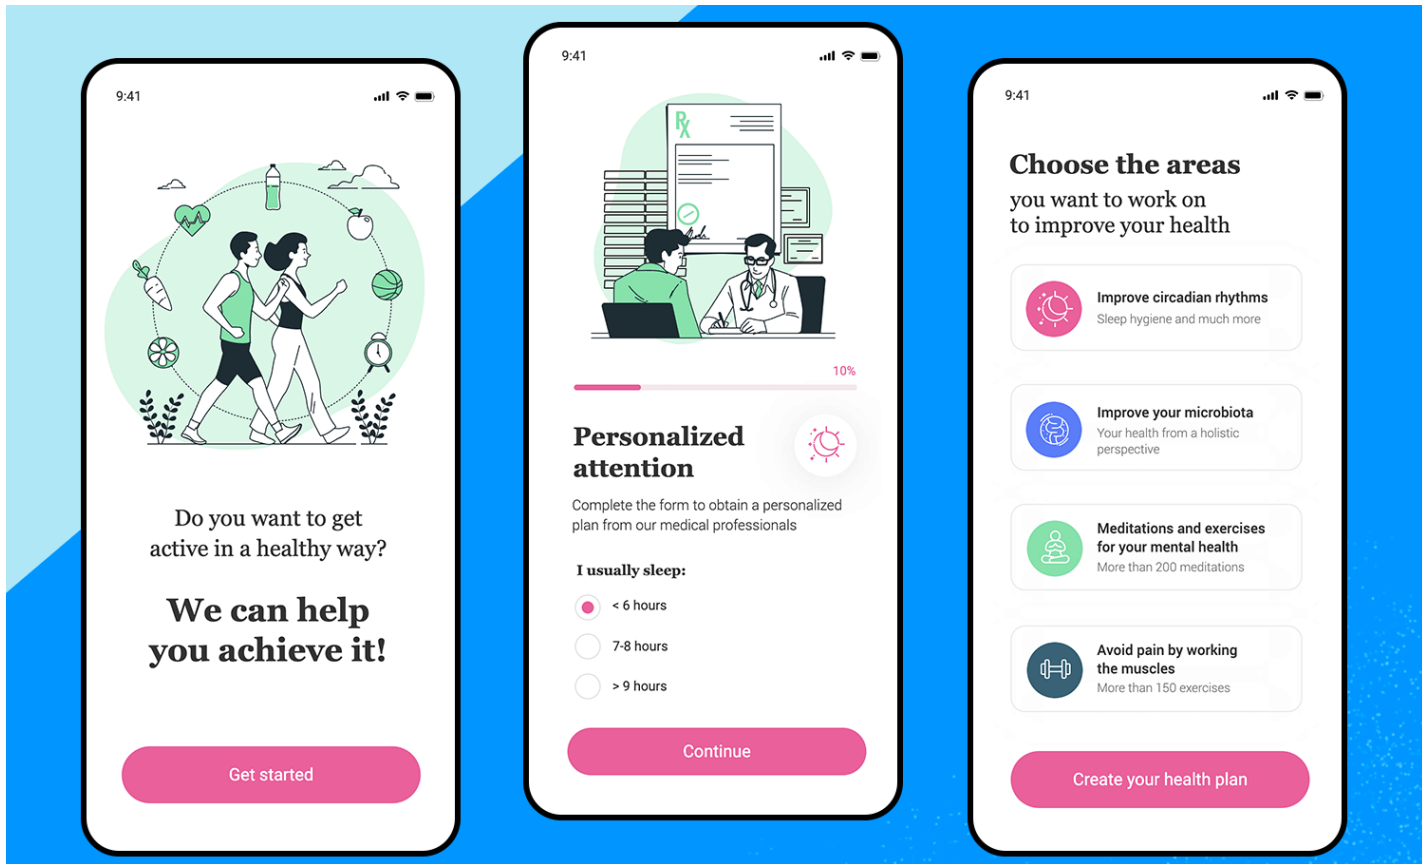 9:41
Do you want to get
active in a healthy way?
We can help
you achieve it!
Get started
9:41
Rx
10%
Personalized
attention
Complete the form to obtain a personalized
plan from our medical professionals
I usually sleep:
< 6 hours
7-8 hours
> 9 hours
Continue
9:41
Choose the areas
you want to work on
to improve your health
Improve circadian rhythms
Sleep hygiene and much more
Improve your microbiota
Your health from a holistic
perspective
Meditations and exercises
for your mental health
More than 200 meditations
Avoid pain by working
the muscles
More than 150 exercises
Create your health plan